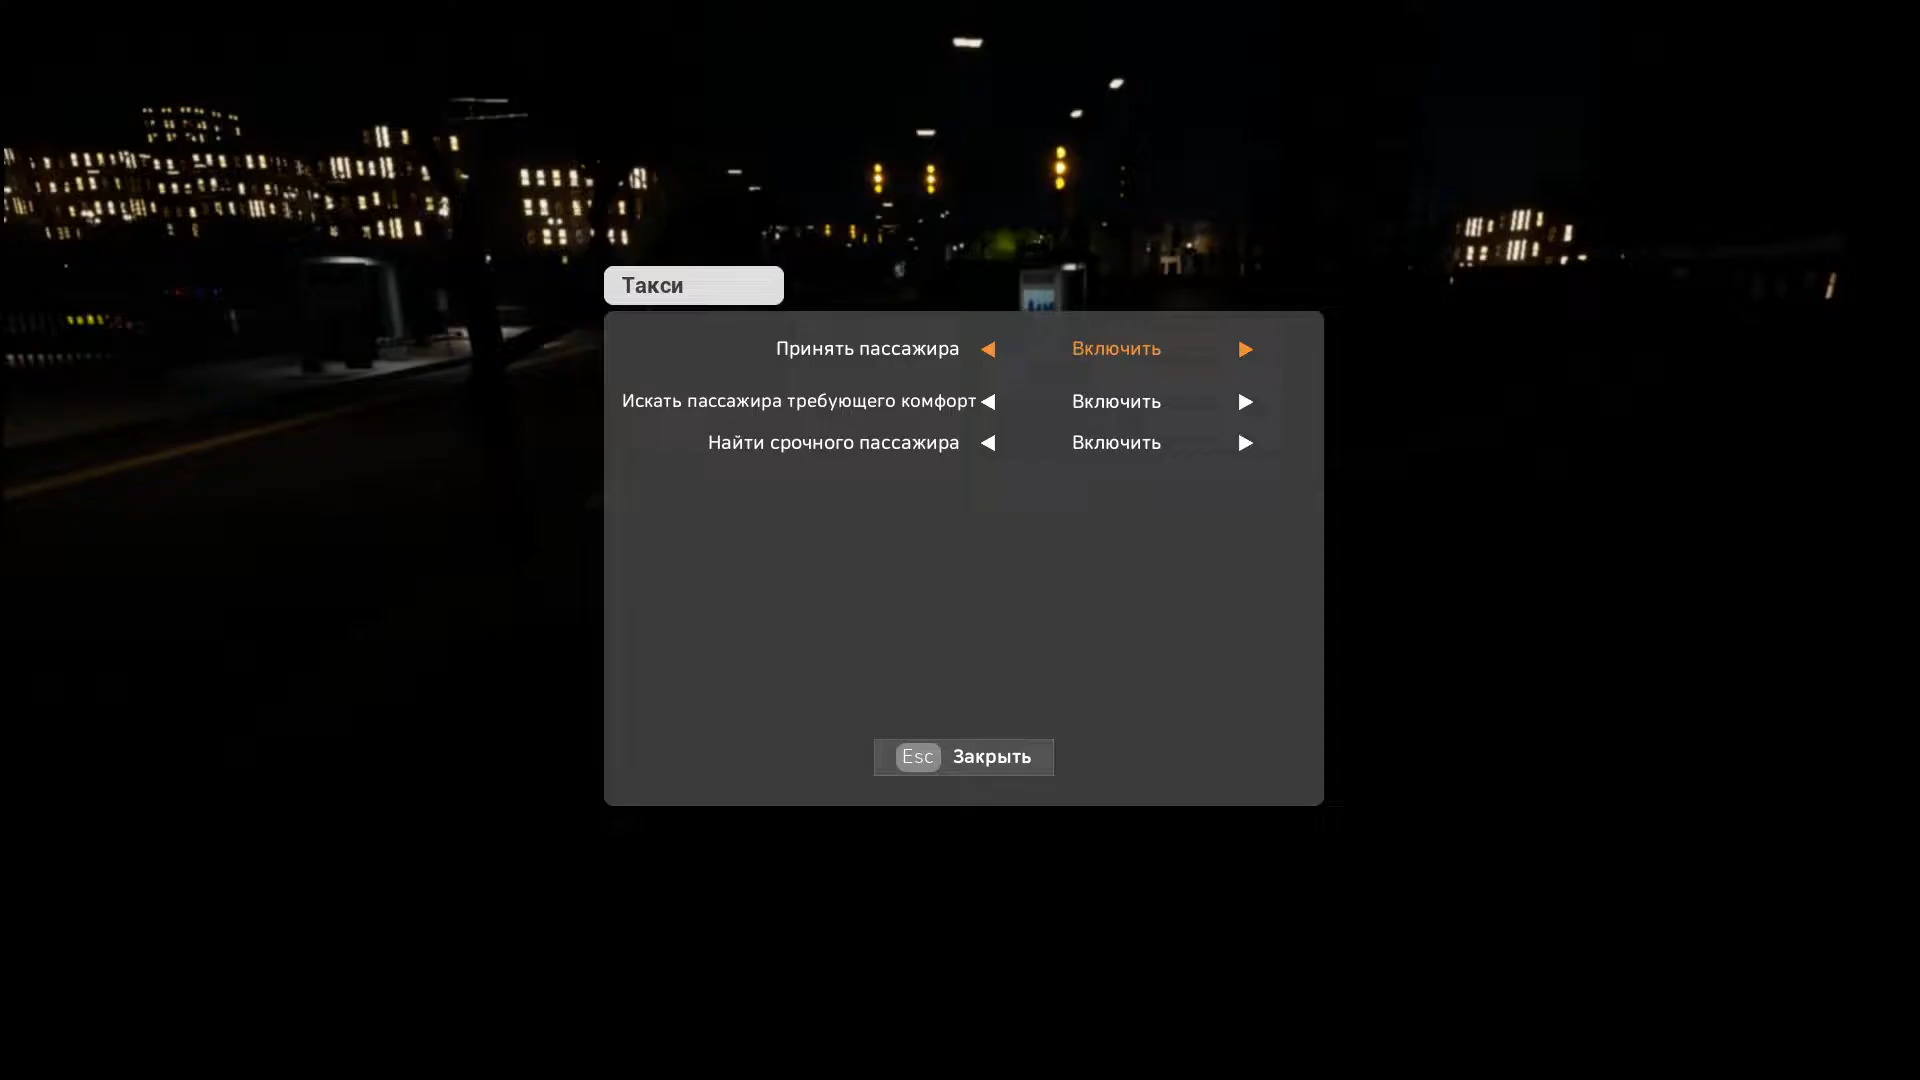 Такси
Принять пассажира Включить
Искать пассажира требующего комфорт Включить
Найти срочного пассажира Включить
Esc Закрыть